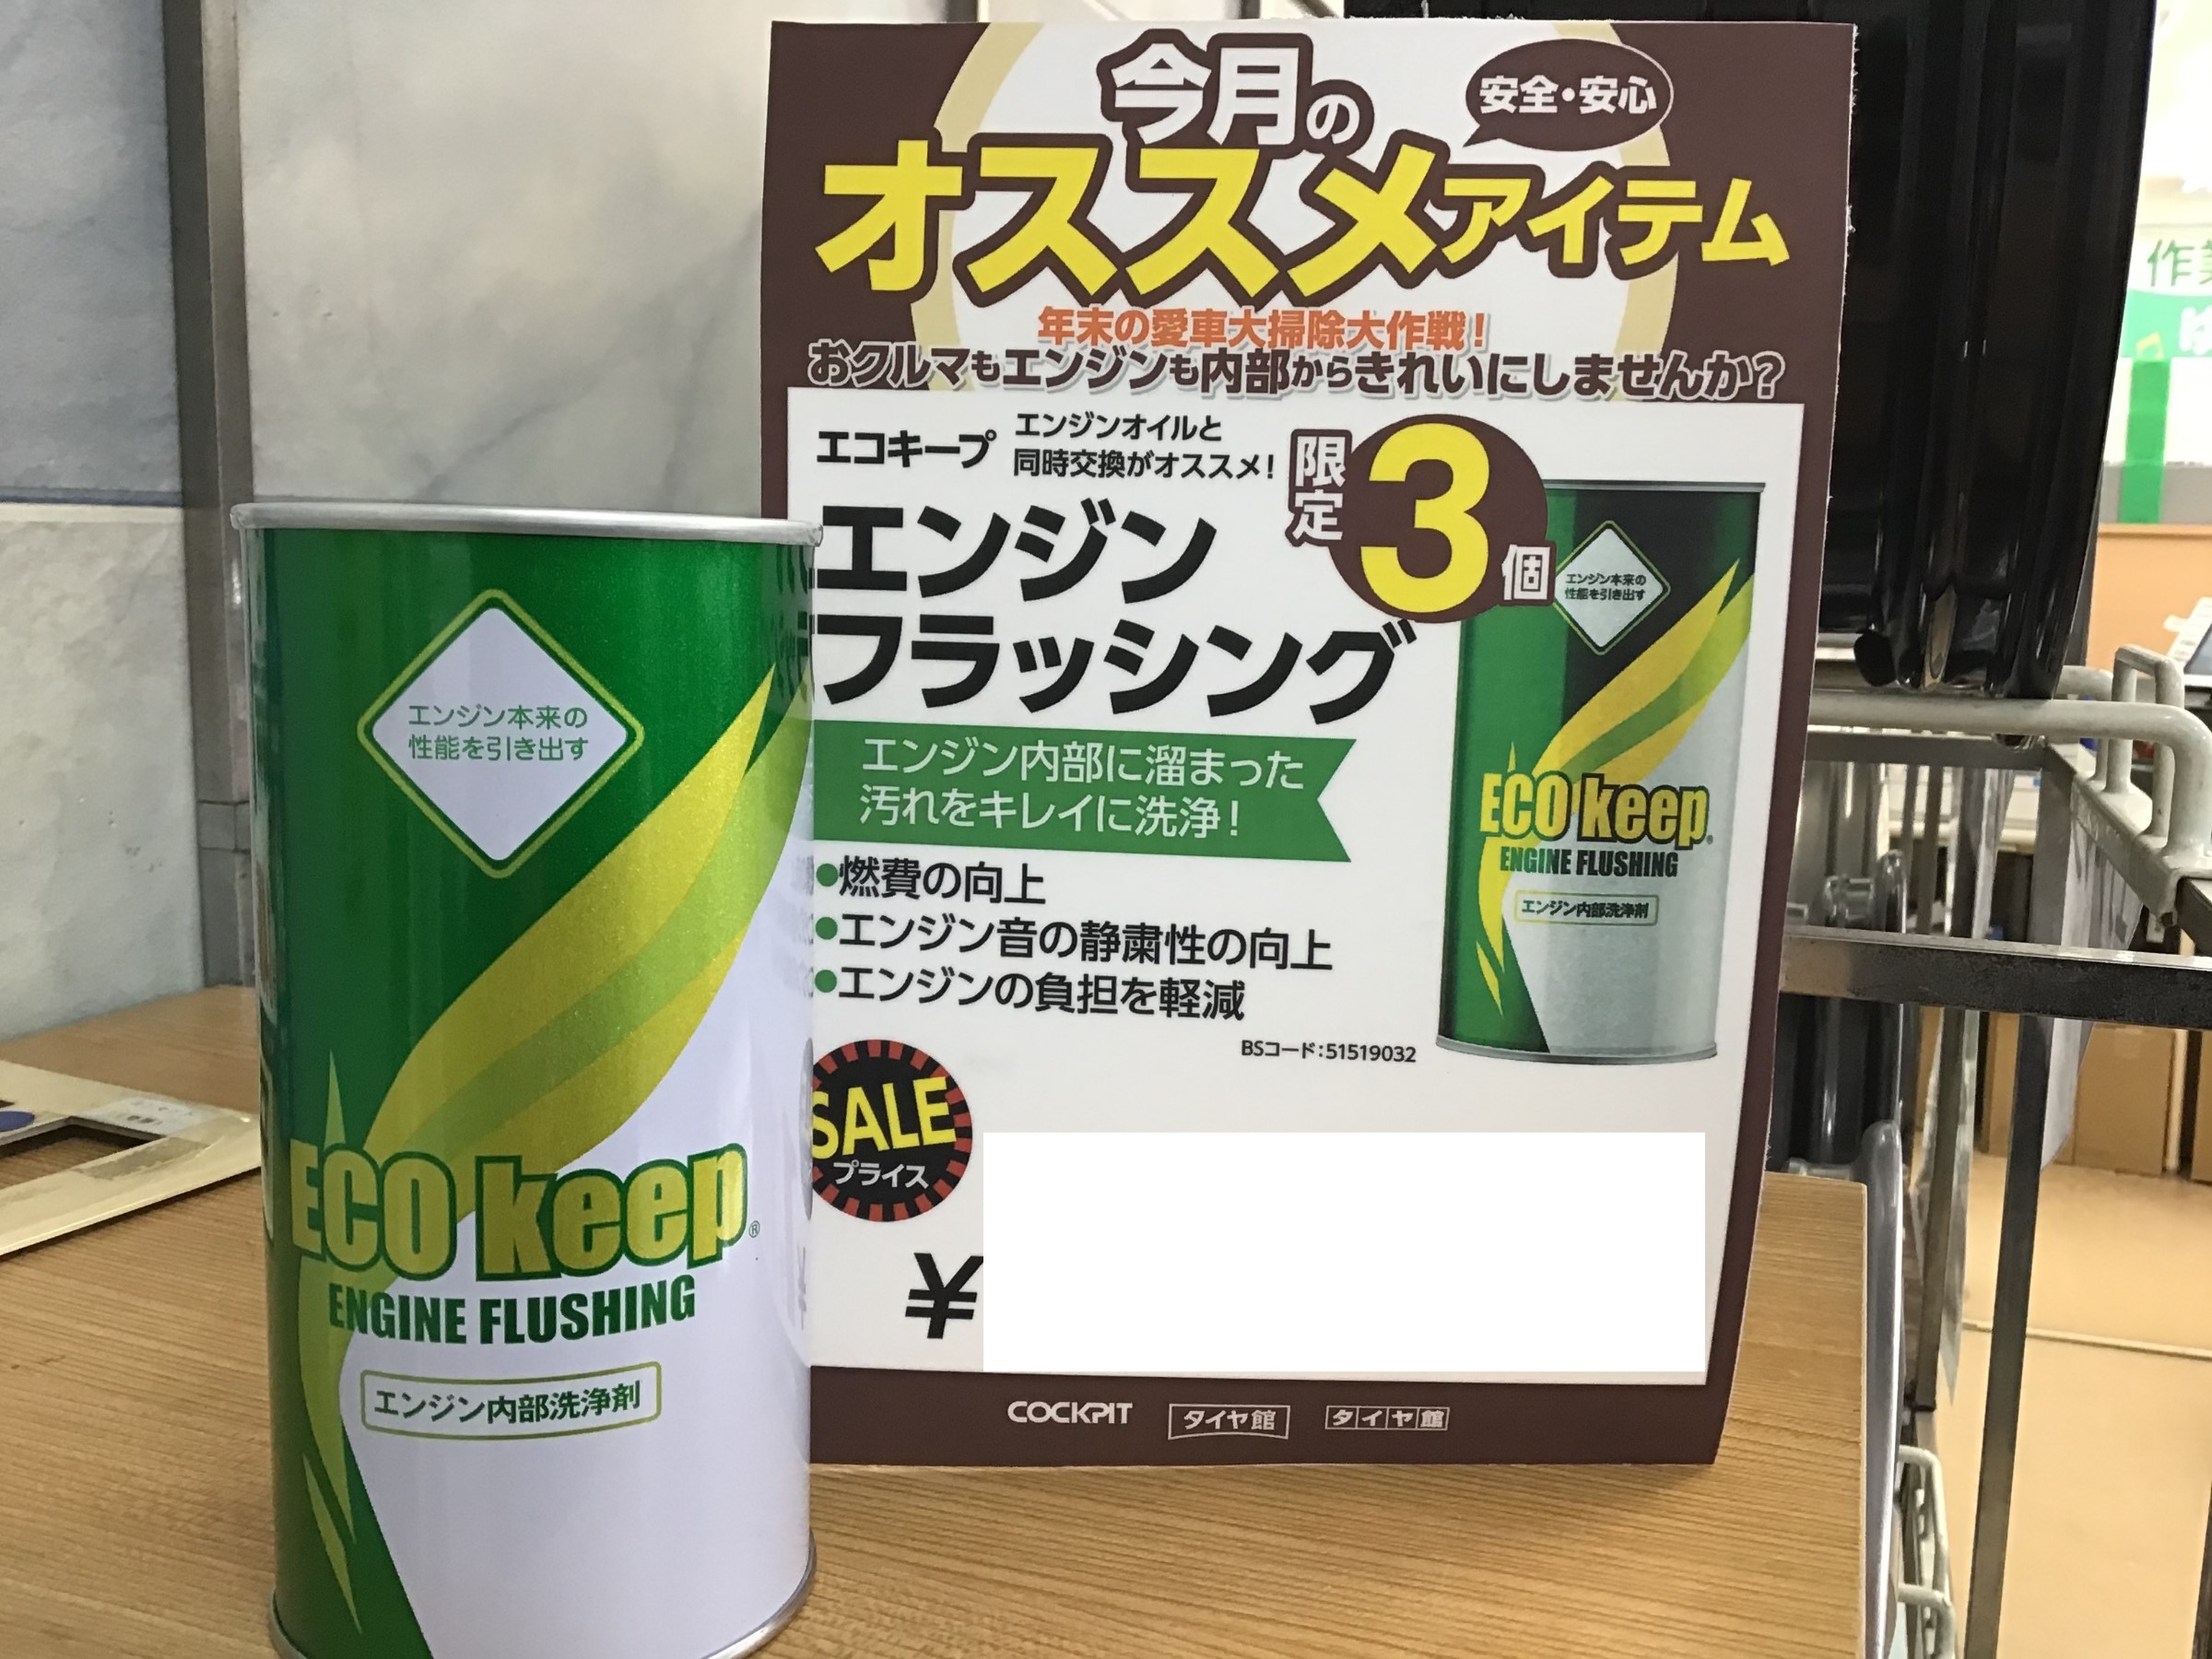 今月の
安全・安心
オススメアイテム
年末の愛車大掃除大作戦！
おクルマもエンジンも内部からきれいにしませんか？
エコキープ
エンジンオイルと
同時交換がオススメ！
限定3個
エンジン
フラッシング
エンジン内部に溜まった
汚れをキレイに洗浄！
●燃費の向上
●エンジン音の静粛性の向上
●エンジンの負担を軽減
BSコード：51519032
エンジン本来の
性能を引き出す
ECO keep®
ENGINE FLUSHING
エンジン内部洗浄剤
SALE
プライス
¥
COCKPIT タイヤ館 タイヤ館
エンジン本来の
性能を引き出す
ECO keep®
ENGINE FLUSHING
エンジン内部洗浄剤